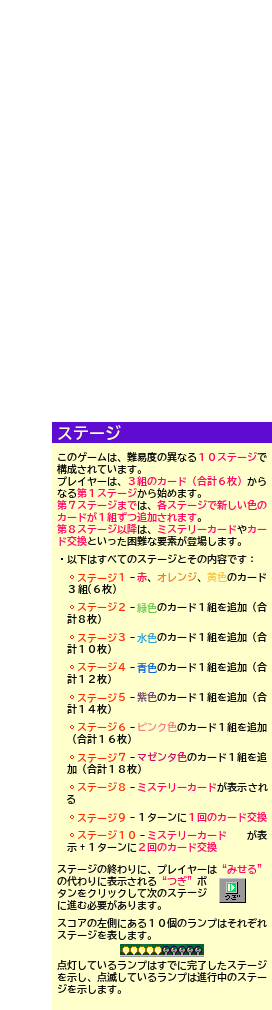 ステージ
このゲームは、難易度の異なる１０ステージで
構成されています。
プレイヤーは、３組のカード（合計６枚）から
なる第１ステージから始めます。
第７ステージまでは、各ステージで新しい色の
カードが１組ずつ追加されます。
第８ステージ以降は、ミステリーカードやカー
ド交換といった困難な要素が登場します。
・以下はすべてのステージとその内容です：
ステージ１－赤、オレンジ、黄色のカード
３組(６枚）
ステージ２－緑色のカード１組を追加（合
計８枚）
ステージ３－水色のカード１組を追加（合
計１０枚）
ステージ４－青色のカード１組を追加（合
計１２枚）
ステージ５－紫色のカード１組を追加（合
計１４枚）
ステージ６－ピンク色のカード１組を追加
（合計１６枚）
ステージ７－マゼンタ色のカード１組を追
加（合計１８枚）
ステージ８－ミステリーカードが表示され
る
ステージ９－１ターンに１回のカード交換
ステージ１０－ミステリーカード　　が表
示＋１ターンに２回のカード交換
ステージの終わりに、プレイヤーは“みせる”
の代わりに表示される“つぎ”ボ
タンをクリックして次のステージ
に進む必要があります。
つぎ
スコアの左側にある１０個のランプはそれぞれ
ステージを表します。
点灯しているランプはすでに完了したステージ
を示し、点滅しているランプは進行中のステー
ジを示します。